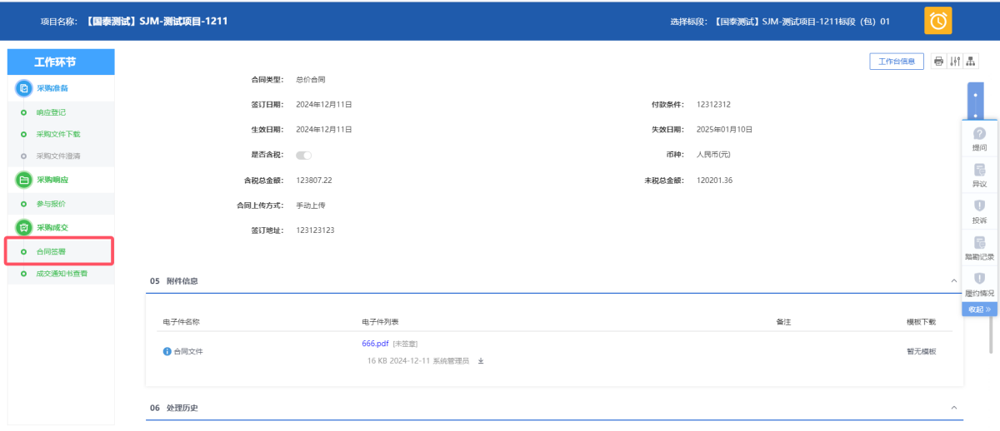 项目名称: 【国泰测试】SJM-测试项目-1211
选择标段: 【国泰测试】SJM-测试项目-1211标段（包）01
工作环节
采购准备
响应登记
采购文件下载
采购文件澄清
采购响应
参与报价
采购成交
合同签署
成交通知书查看
工作台信息
合同类型: 总价合同
签订日期: 2024年12月11日
付款条件: 12312312
生效日期: 2024年12月11日
失效日期: 2025年01月10日
是否含税:
币种: 人民币(元)
含税总金额: 123807.22
未税总金额: 120201.36
合同上传方式: 手动上传
签订地址: 123123123
05 附件信息
电子件名称 电子件列表 备注 模板下载
合同文件 666.pdf [未签章] 暂无模板
16 KB 2024-12-11 系统管理员
06 处理历史
提问
异议
投诉
踏勘记录
履约情况
收起 »